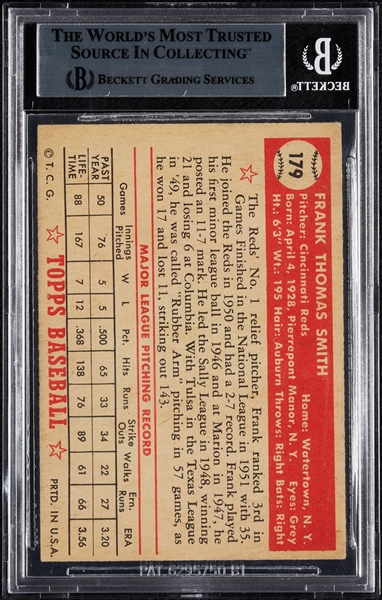 THE WORLD'S MOST TRUSTED
SOURCE IN COLLECTING™
BECKETT GRADING SERVICES
BECKETT
179
FRANK THOMAS SMITH
Pitcher: Cincinnati Reds Home: Watertown, N. Y.
Born: April 4, 1928, Pierrepont Manor, N. Y. Eyes: Grey
Ht.: 6'3" Wt.: 195 Hair: Auburn Throws: Right Bats: Right
The Reds' No. 1 relief pitcher, Frank ranked 3rd in
Games Finished in the National League in 1951 with 35.
He joined the Reds in 1950 and had a 2-7 record. Frank played
his first minor league ball in 1946 and at Marion in 1947, he
posted an 11-7 mark. He led the Sally League in 1948, winning
21 and losing 6 at Columbia. With Tulsa in the Texas League
in '49, he was called "Rubber Arm" pitching in 57 games, as
he won 17 and lost 11, striking out 143.
MAJOR LEAGUE PITCHING RECORD
Games Innings Pitched W L Pct. Hits Runs Strike Outs Walks Ern. Runs ERA
PAST YEAR 50 76 5 5 .500 65 33 34 22 27 3.20
LIFE-TIME 88 167 7 12 .368 138 76 89 61 66 3.56
© T. C. G. TOPPS BASEBALL PRTD. IN U.S.A.
PAT. 6295750 B1